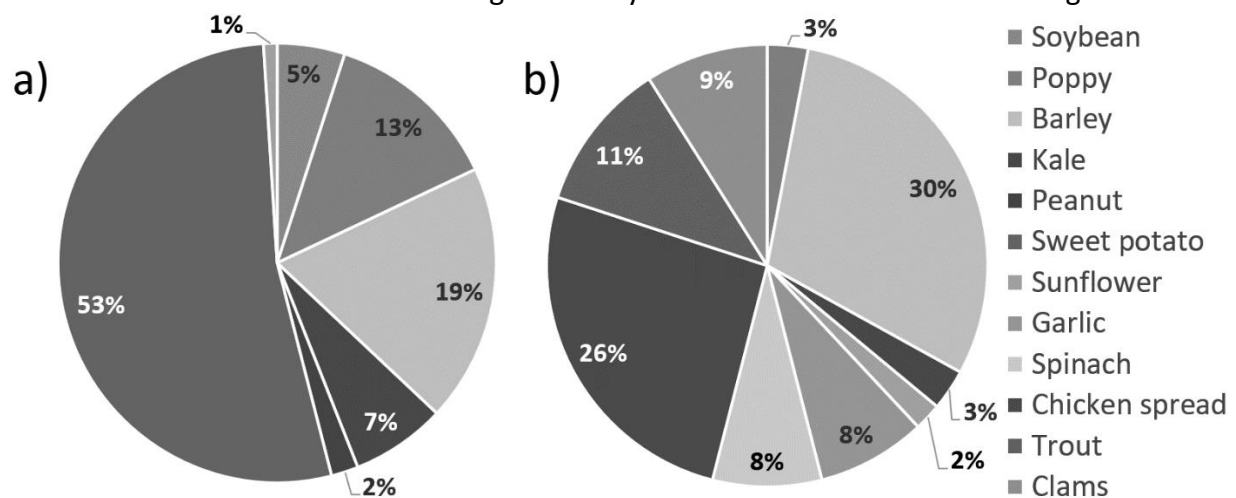 a)
1%
5%
13%
19%
7%
2%
53%
b)
3%
30%
3%
2%
8%
8%
26%
11%
9%
Soybean
Poppy
Barley
Kale
Peanut
Sweet potato
Sunflower
Garlic
Spinach
Chicken spread
Trout
Clams